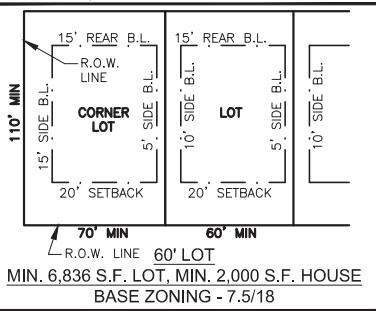 15' REAR B.L.
15' REAR B.L.
R.O.W.
LINE
110' MIN
15' SIDE B.L.
CORNER
LOT
5' SIDE B.L.
10' SIDE B.L.
LOT
5' SIDE B.L.
10' SIDE B.L.
20' SETBACK
20' SETBACK
70' MIN
60' MIN
R.O.W. LINE
60' LOT
MIN. 6,836 S.F. LOT, MIN. 2,000 S.F. HOUSE
BASE ZONING - 7.5/18